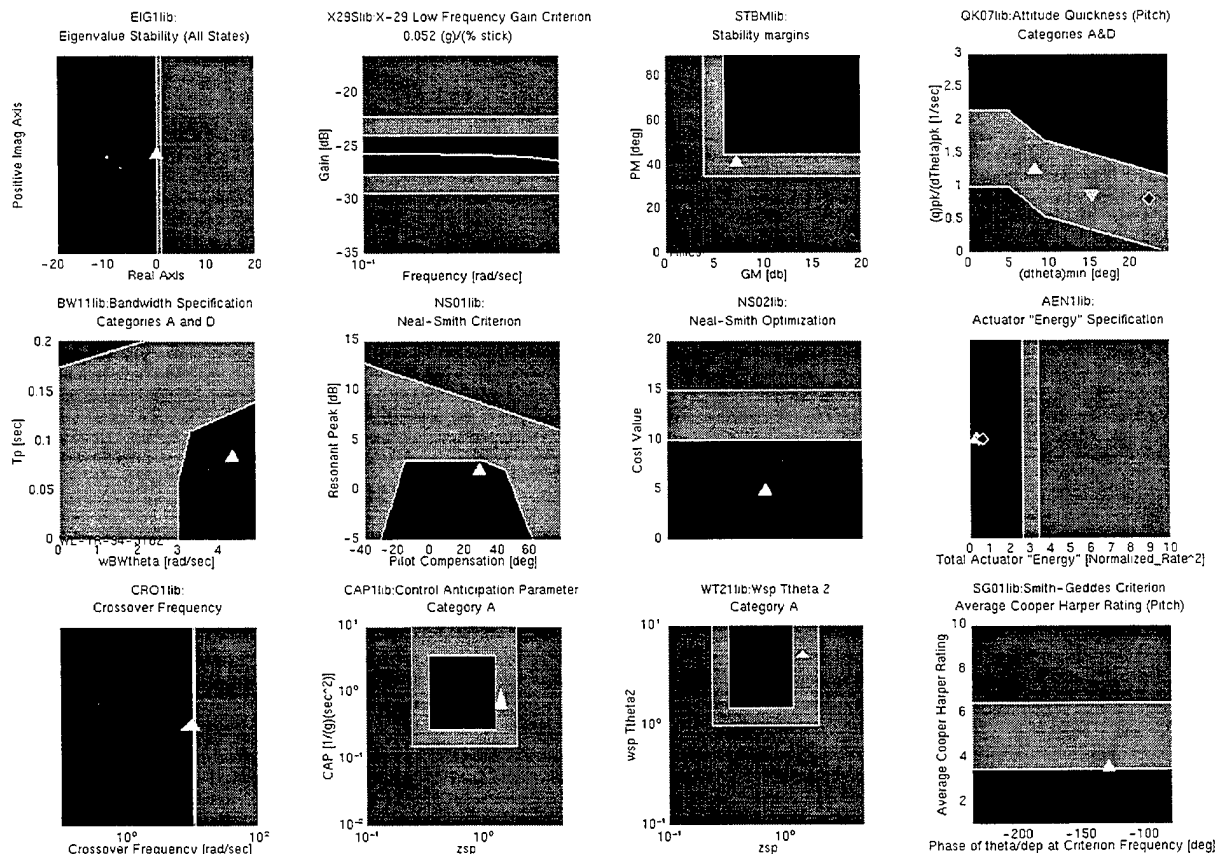 EIG1lib:
Eigenvalue Stability (All States)
Positive Imag Axis
-20
-10
0
10
20
Real Axis
X29Slib:X-29 Low Frequency Gain Criterion
0.052 (g)/(% stick)
Gain [dB]
-20
-25
-30
-35
10⁻¹
Frequency [rad/sec]
STBMlib:
Stability margins
PM [deg]
80
60
40
20
0
0
5
10
15
20
GM [db]
QK07lib:Attitude Quickness (Pitch)
Categories A&D
(q)pk/(dTheta)pk [1/sec]
3
2.5
2
1.5
1
0.5
0
0
5
10
15
20
(dtheta)min [deg]
BW11lib:Bandwidth Specification
Categories A and D
Tp [sec]
0.2
0.15
0.1
0.05
0
0
1
2
3
4
wBWtheta [rad/sec]
NS01lib:
Neal-Smith Criterion
Resonant Peak [dB]
15
10
5
0
-5
-40
-20
0
20
40
60
Pilot Compensation [deg]
NS02lib:
Neal-Smith Optimization
Cost Value
20
15
10
5
0
AEN1lib:
Actuator "Energy" Specification
0
1
2
3
4
5
6
7
8
9
10
Total Actuator "Energy" [Normalized_Rate^2]
CRO1lib:
Crossover Frequency
10⁰
10²
Crossover Frequency [rad/sec]
CAP1lib:Control Anticipation Parameter
Category A
CAP [1/(g)(sec^2)]
10¹
10⁰
10⁻¹
10⁻²
10⁻¹
10⁰
zsp
WT21lib:Wsp Ttheta 2
Category A
wsp Ttheta2
10¹
10⁰
10⁻¹
10⁻¹
10⁰
zsp
SG01lib:Smith-Geddes Criterion
Average Cooper Harper Rating (Pitch)
Average Cooper Harper Rating
10
8
6
4
2
-200
-150
-100
Phase of theta/dep at Criterion Frequency [deg]